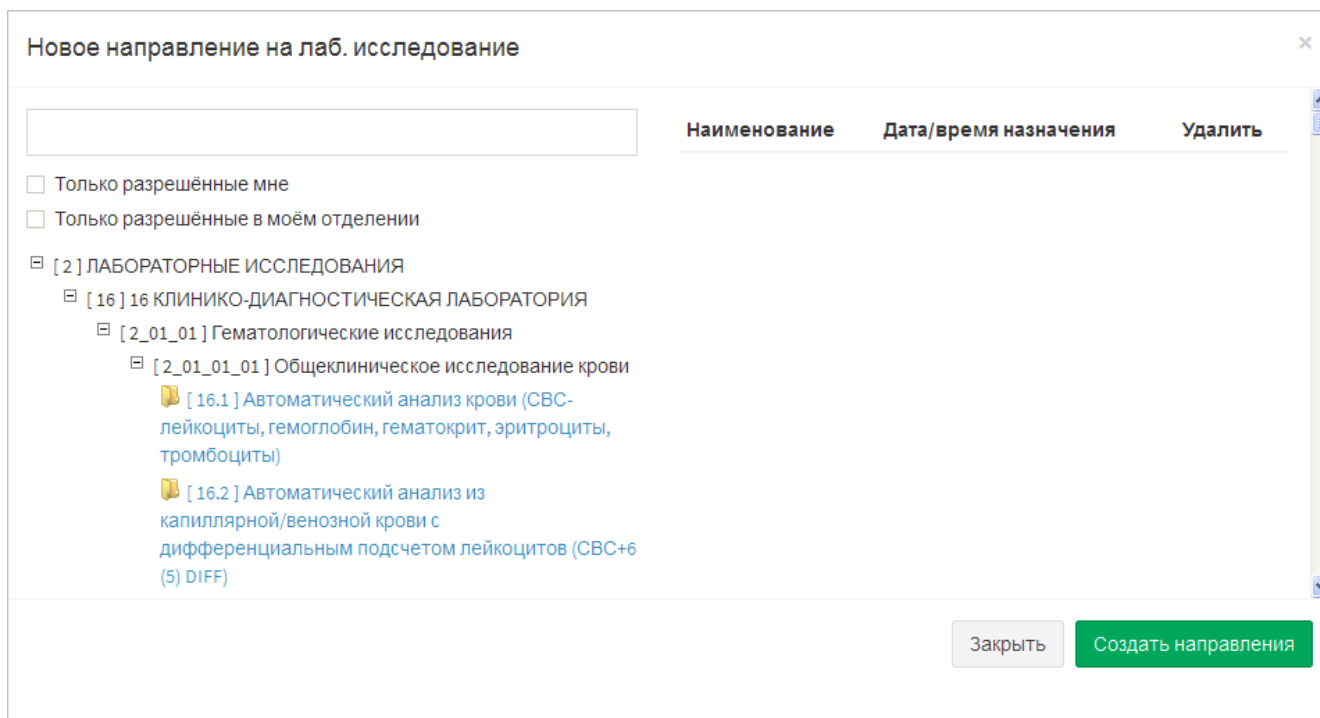 Новое направление на лаб. исследование
×
Наименование Дата/время назначения Удалить
Только разрешённые мне
Только разрешённые в моём отделении
[ 2 ] ЛАБОРАТОРНЫЕ ИССЛЕДОВАНИЯ
[ 16 ] 16 КЛИНИКО-ДИАГНОСТИЧЕСКАЯ ЛАБОРАТОРИЯ
[ 2_01_01 ] Гематологические исследования
[ 2_01_01_01 ] Общеклиническое исследование крови
[ 16.1 ] Автоматический анализ крови (CBC-
лейкоциты, гемоглобин, гематокрит, эритроциты,
тромбоциты)
[ 16.2 ] Автоматический анализ из
капиллярной/венозной крови с
дифференциальным подсчетом лейкоцитов (CBC+6
(5) DIFF)
Закрыть Создать направления